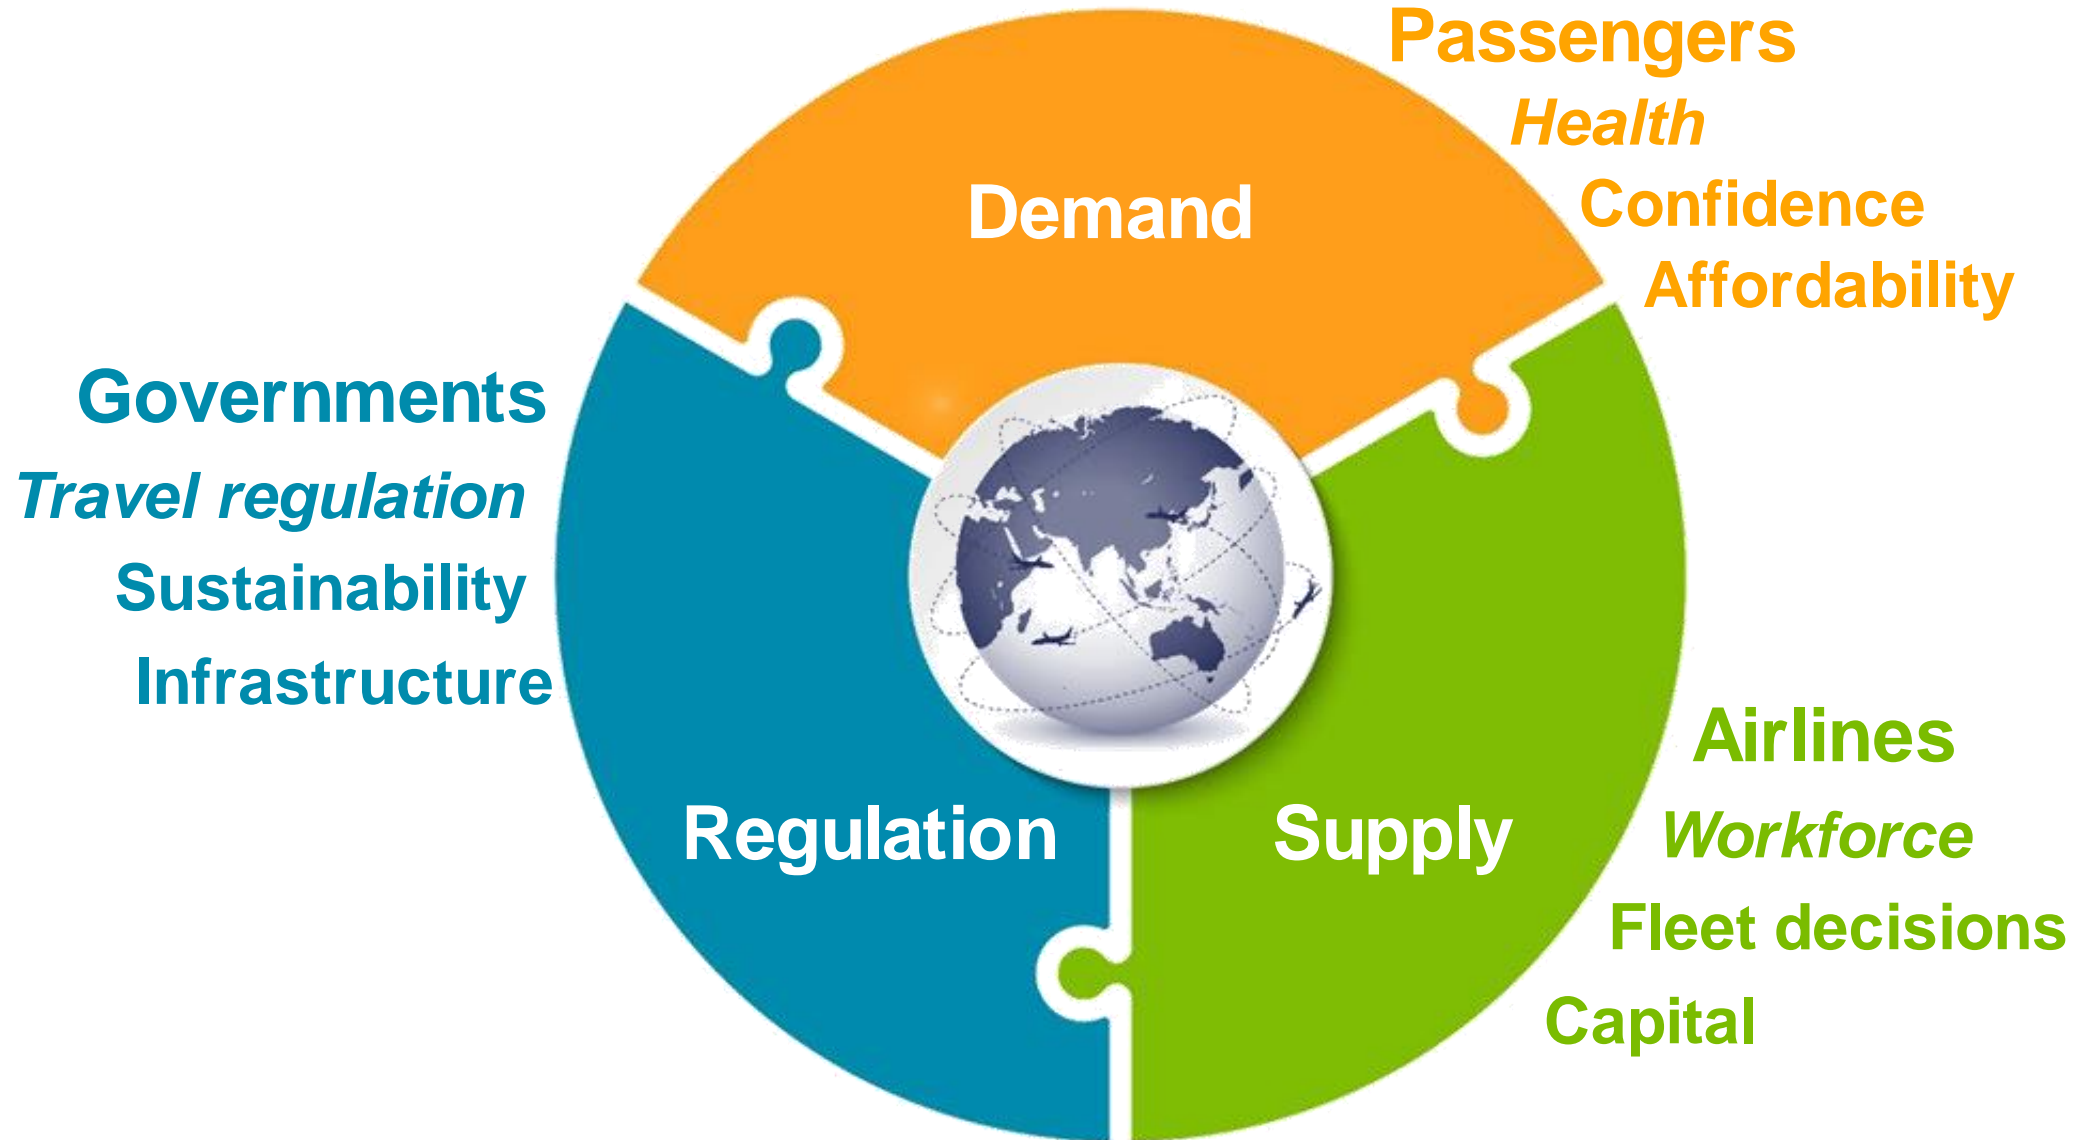 Passengers
Health
Confidence
Affordability
Demand
Governments
Travel regulation
Sustainability
Infrastructure
Regulation
Supply
Airlines
Workforce
Fleet decisions
Capital